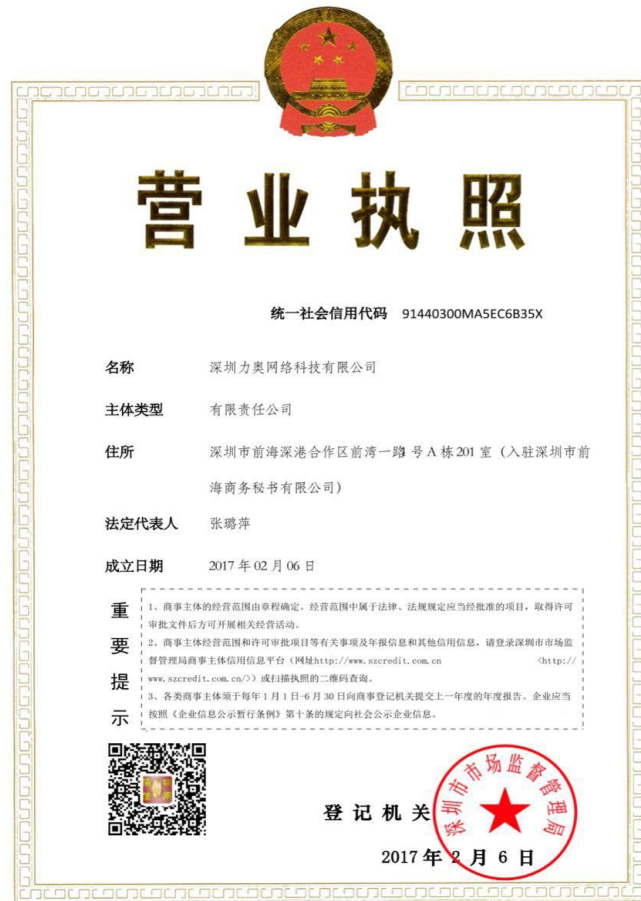 营业执照
统一社会信用代码 91440300MA5EC6B35X
名称 深圳力奥网络科技有限公司
主体类型 有限责任公司
住所 深圳市前海深港合作区前湾一路1号A栋201室（入驻深圳市前
海商务秘书有限公司）
法定代表人 张璐萍
成立日期 2017年02月06日
重要提示
1、商事主体的经营范围由章程确定。经营范围中属于法律、法规规定应当经批准的项目，取得许可
审批文件后方可开展相关经营活动。
2、商事主体经营范围和许可审批项目等有关事项及年报信息和其他信用信息，请登录深圳市市场监
督管理局商事主体信用信息平台（网址http://www.szcredit.com.cn <http://
www.szcredit.com.cn/>）或扫描执照的二维码查询。
3、各类商事主体须于每年1月1日-6月30日向商事登记机关提交上一年度的年度报告。企业应当
按照《企业信息公示暂行条例》第十条的规定向社会公示企业信息。
登记机关
深圳市市场监督管理局
2017年2月6日